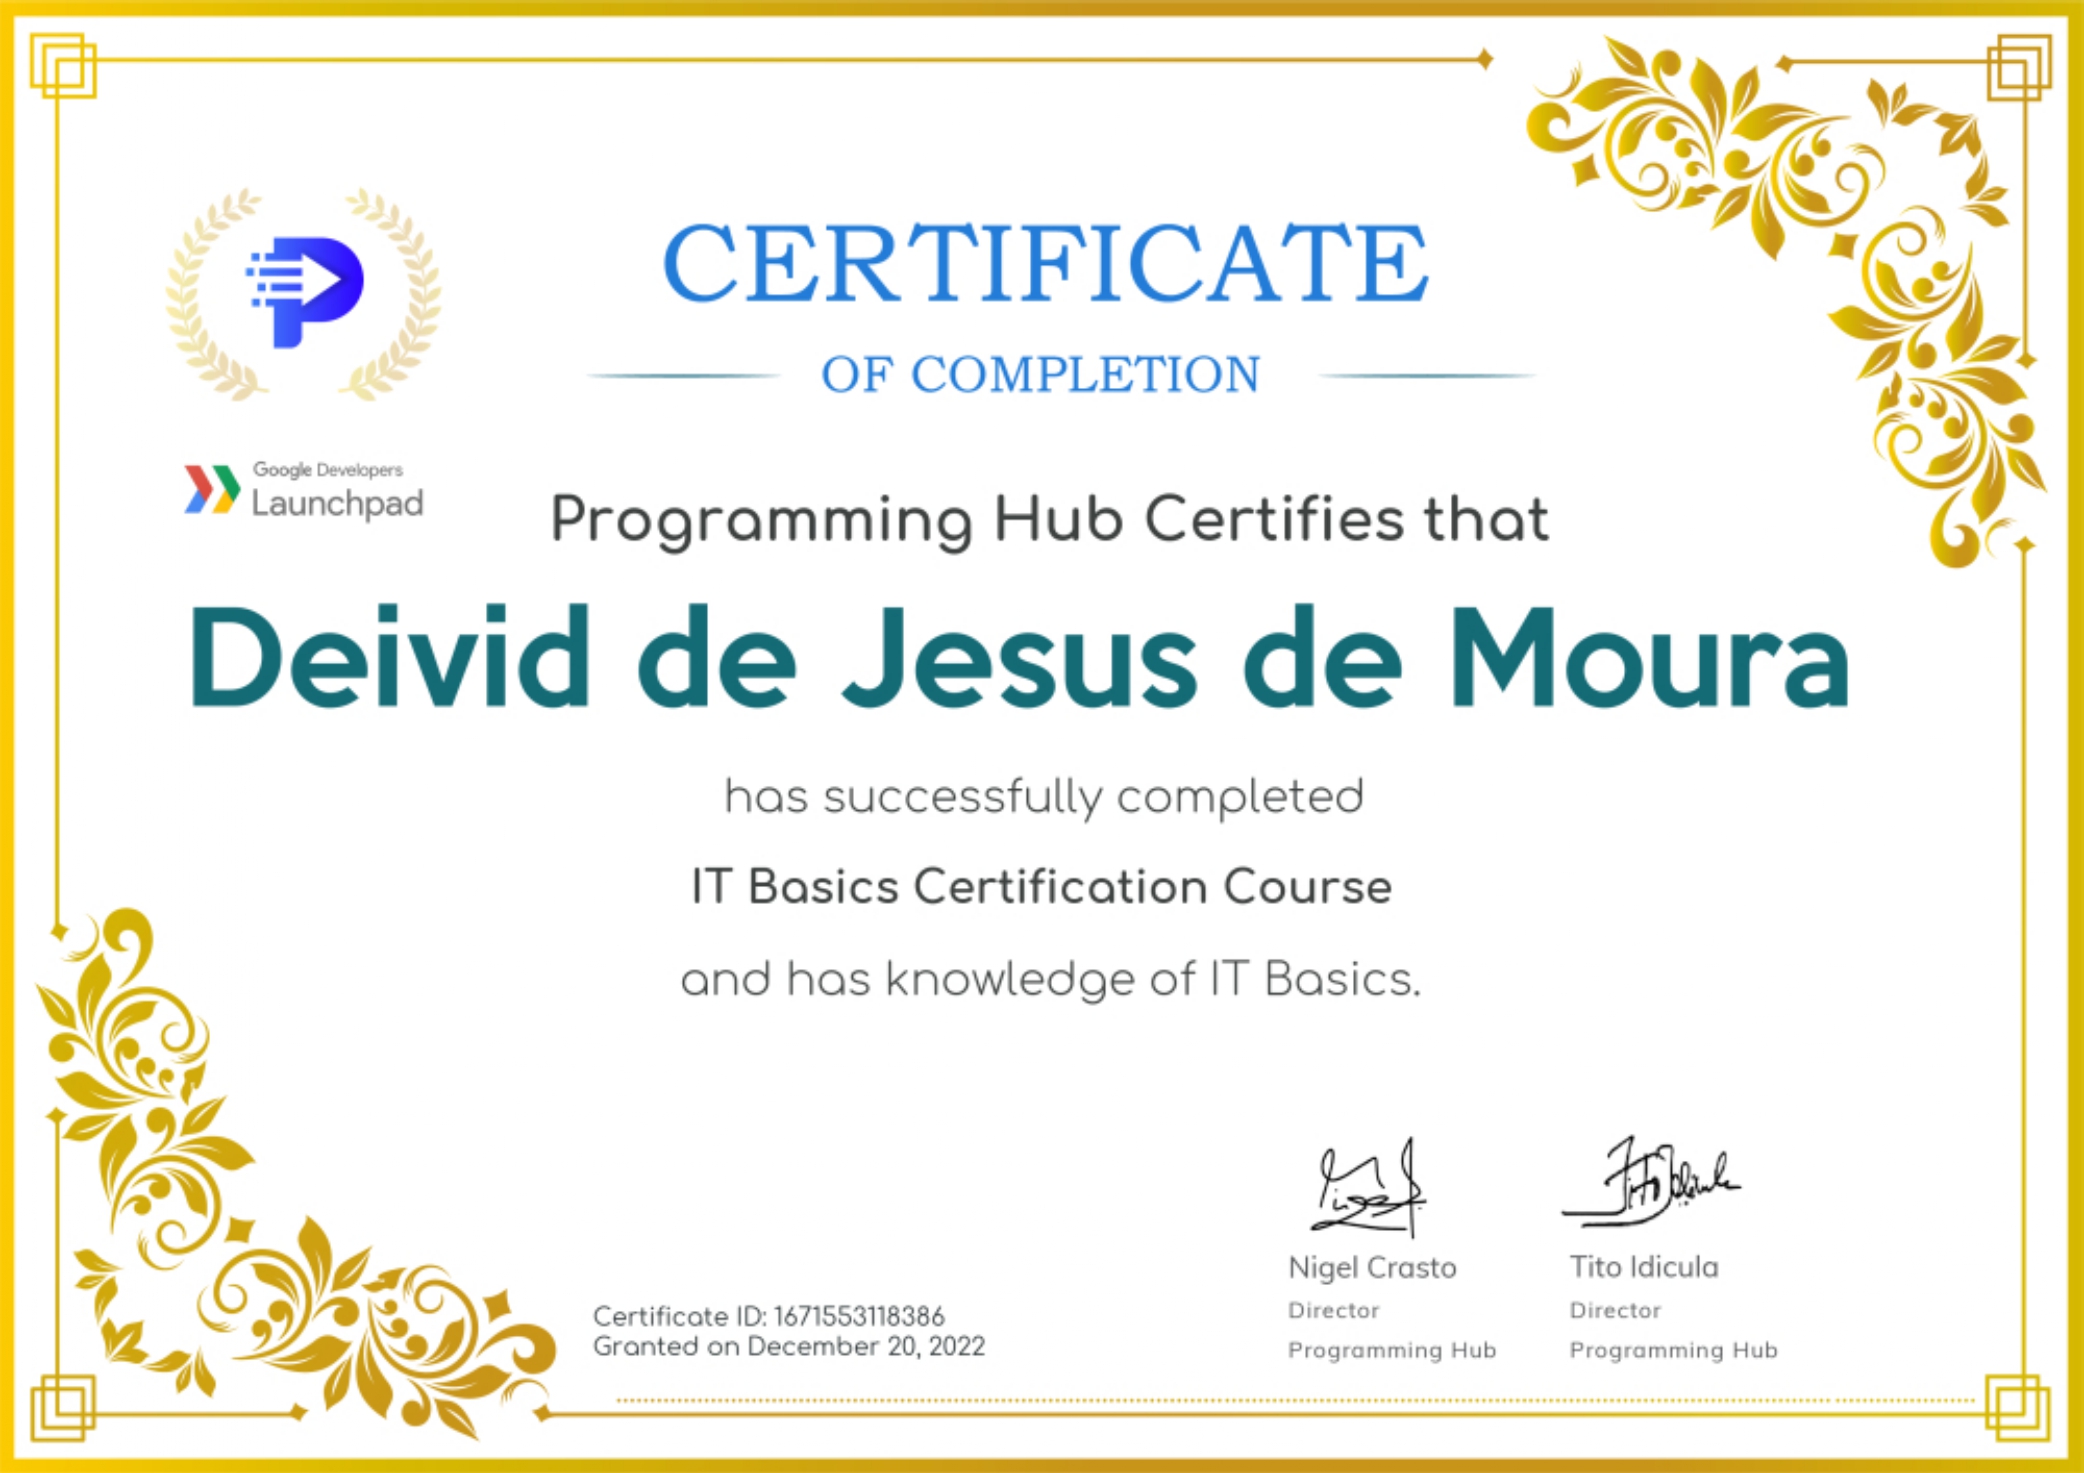 CERTIFICATE
OF COMPLETION
Google Developers
Launchpad
Programming Hub Certifies that
Deivid de Jesus de Moura
has successfully completed
IT Basics Certification Course
and has knowledge of IT Basics.
Certificate ID: 1671553118386
Granted on December 20, 2022
Nigel Crasto
Director
Programming Hub
Tito Idicula
Director
Programming Hub